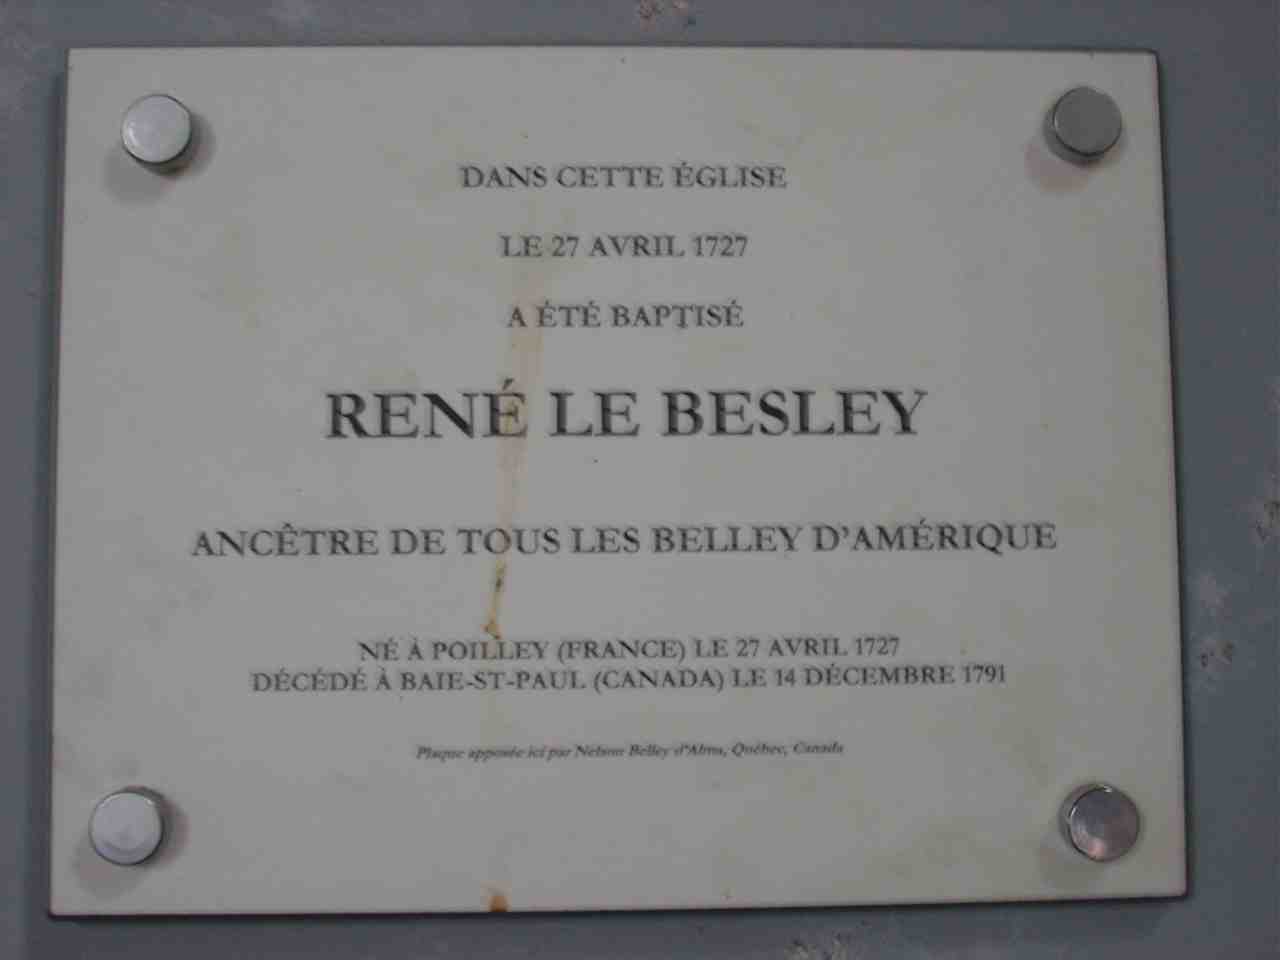 DANS CETTE ÉGLISE
LE 27 AVRIL 1727
A ÉTÉ BAPTISÉ
RENÉ LE BESLEY
ANCÊTRE DE TOUS LES BELLEY D'AMÉRIQUE
NÉ À POILLEY (FRANCE) LE 27 AVRIL 1727
DÉCÉDÉ À BAIE-ST-PAUL (CANADA) LE 14 DÉCEMBRE 1791
Plaque apposée ici par Nelson Belley d'Alma, Québec, Canada